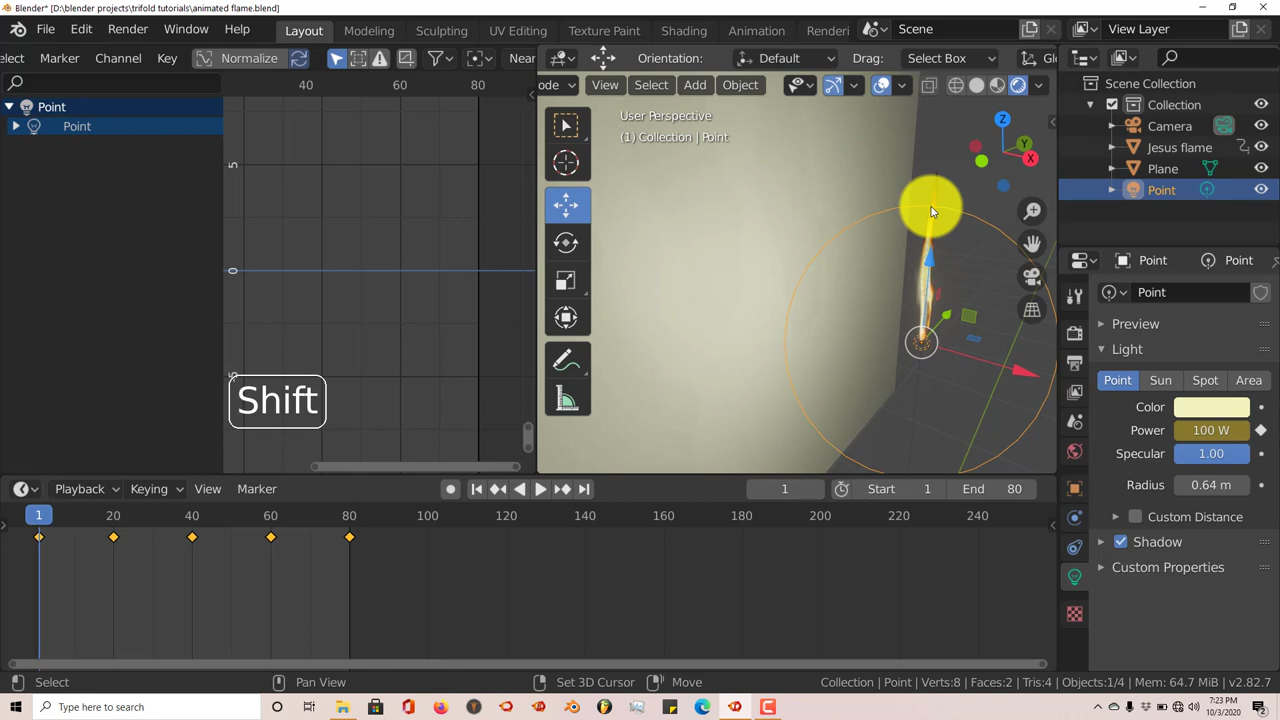 Blender* [D:\blender projects\trifold tutorials\animated flame.blend]
File Edit Render Window Help Layout Modeling Sculpting UV Editing Texture Paint Shading Animation Scene View Layer
Marker Channel Key Normalize Orientation: Default Drag: Select Box
40 60 80 View Select Add Object
Scene Collection
Point User Perspective Collection
Point (1) Collection | Point Camera
Jesus flame
Z Y X
5 Plane
Point
Point Point
0 Preview
Light
Point Sun Spot Area
Shift Color
Power 100 W
Specular 1.00
Playback Keying View Marker 1 Start 1 End 80 Radius 0.64 m
1 20 40 60 80 100 120 140 160 180 200 220 240 Custom Distance
Shadow
Custom Properties
Select Pan View Set 3D Cursor Move Collection | Point | Verts:8 | Faces:2 | Tris:4 | Objects:1/4 | Mem: 64.7 MiB | v2.82.7
Type here to search 7:23 PM
10/3/2020